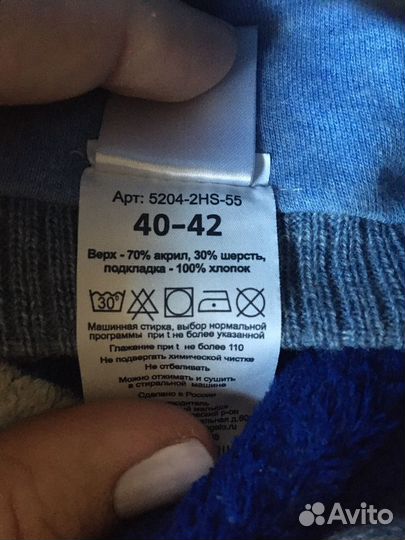 Арт: 5204-2HS-55
40-42
Верх - 70% акрил, 30% шерсть,
подкладка - 100% хлопок
30°
Машинная стирка, выбор нормальной
программы при t не более указанной
Глажение при t не более 110
Не подвергать химической чистке
Не отбеливать
Можно отжимать и сушить
в стиральной машине
Сделано в России
Avito